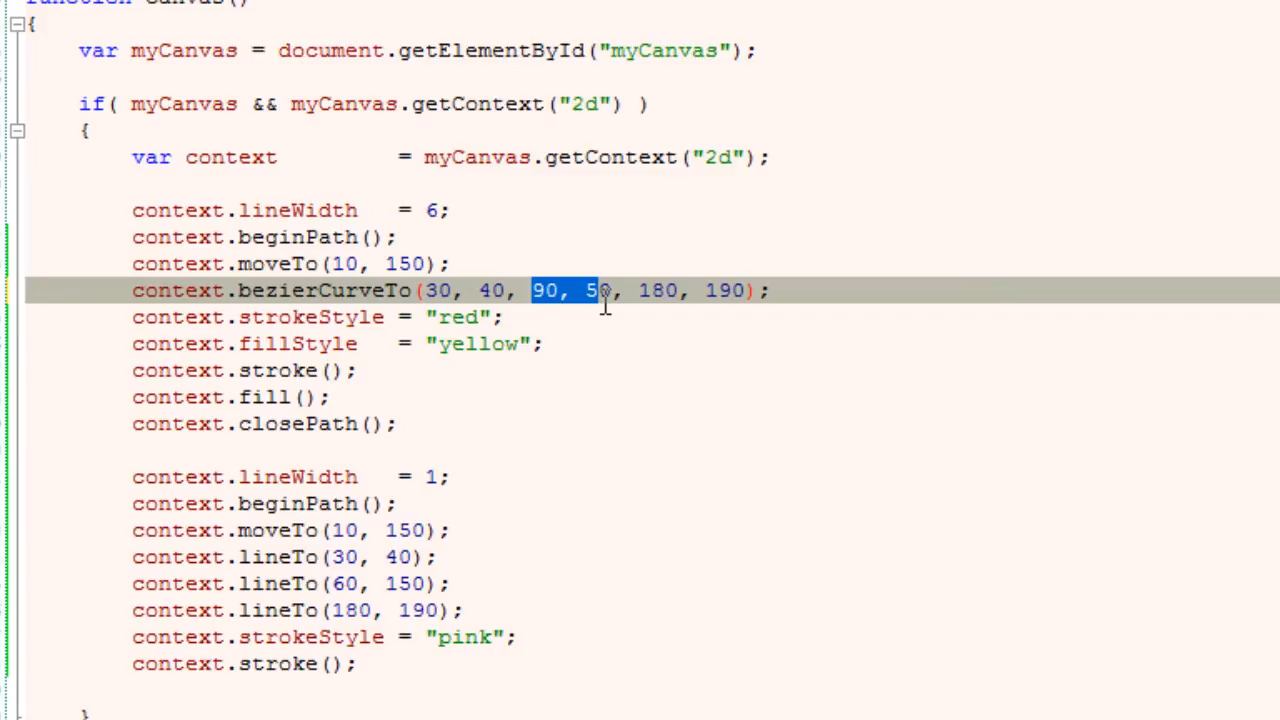 function Canvas()
{
var myCanvas = document.getElementById("myCanvas");
if( myCanvas && myCanvas.getContext("2d") )
{
var context = myCanvas.getContext("2d");
context.lineWidth = 6;
context.beginPath();
context.moveTo(10, 150);
context.bezierCurveTo(30, 40, 90, 50, 180, 190);
context.strokeStyle = "red";
context.fillStyle = "yellow";
context.stroke();
context.fill();
context.closePath();
context.lineWidth = 1;
context.beginPath();
context.moveTo(10, 150);
context.lineTo(30, 40);
context.lineTo(60, 150);
context.lineTo(180, 190);
context.strokeStyle = "pink";
context.stroke();
}